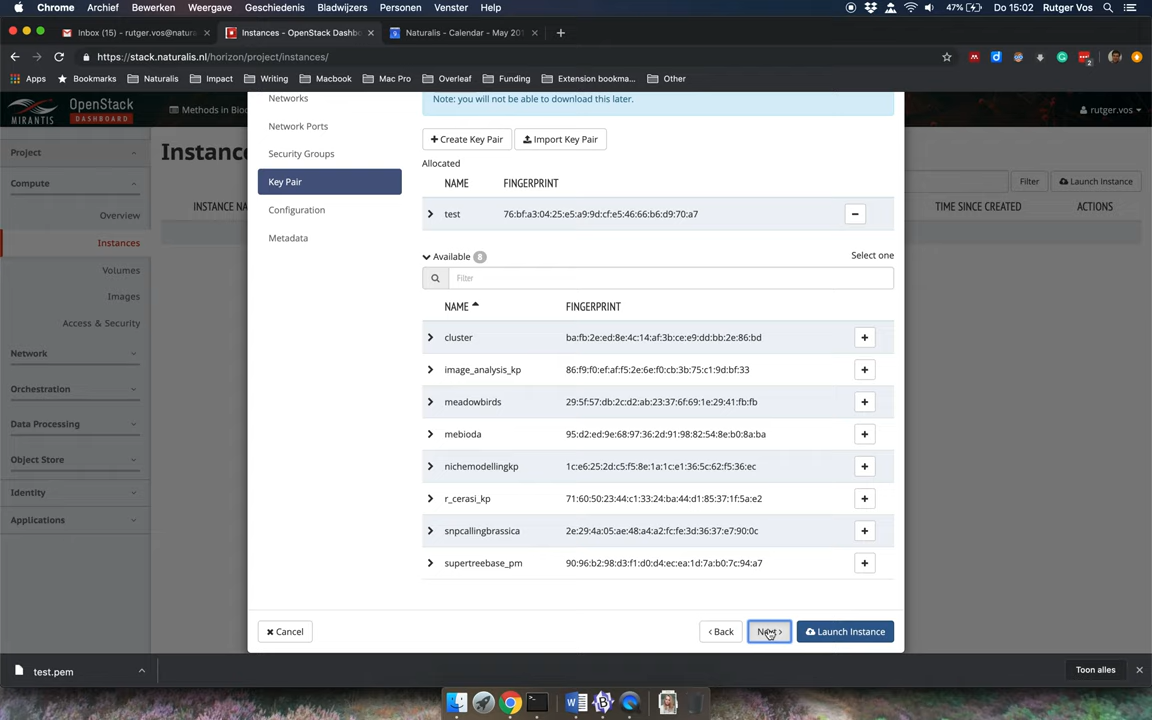 Chrome Archief Bewerken Weergave Geschiedenis Bladwijzers Personen Venster Help 47% Do 15:02 Rutger Vos
Inbox (15) - rutger.vos@natura × Instances - OpenStack Dashbo × Naturalis - Calendar - May 201 ×
https://stack.naturalis.nl/horizon/project/instances/
Apps Bookmarks Naturalis Impact Writing Macbook Mac Pro Overleaf Funding Extension bookma... Other
MIRANTIS OpenStack DASHBOARD Methods in Biod rutger.vos
Project
Compute
Overview
Instances
Volumes
Images
Access & Security
Network
Orchestration
Data Processing
Object Store
Identity
Applications
Instances
INSTANCE NA
Filter Launch Instance
TIME SINCE CREATED ACTIONS
Networks
Network Ports
Security Groups
Key Pair
Configuration
Metadata
Note: you will not be able to download this later.
+ Create Key Pair Import Key Pair
Allocated
NAME FINGERPRINT
test 76:bf:a3:04:25:e5:a9:9d:cf:e5:46:66:b6:d9:70:a7
Available 8 Select one
Filter
NAME FINGERPRINT
cluster ba:fb:2e:ed:8e:4c:14:af:3b:ce:e9:dd:bb:2e:86:bd
image_analysis_kp 86:f9:f0:ef:af:f5:2e:6e:f0:cb:3b:75:c1:9d:bf:33
meadowbirds 29:5f:57:db:2c:d2:ab:23:37:6f:69:1e:29:41:fb:fb
mebioda 95:d2:ed:9e:68:97:36:2d:91:98:82:54:8e:b0:8a:ba
nichemodellingkp 1c:e6:25:2d:c5:f5:8e:1a:1c:e1:36:5c:62:f5:36:ec
r_cerasi_kp 71:60:50:23:44:c1:33:24:ba:44:d1:85:37:1f:5a:e2
snpcallingbrassica 2e:29:4a:05:ae:48:a4:a2:fc:fe:3d:36:37:e7:90:0c
supertreebase_pm 90:96:b2:98:d3:f1:d0:d4:ec:ea:1d:7a:b0:7c:94:a7
× Cancel < Back Next > Launch Instance
test.pem Toon alles